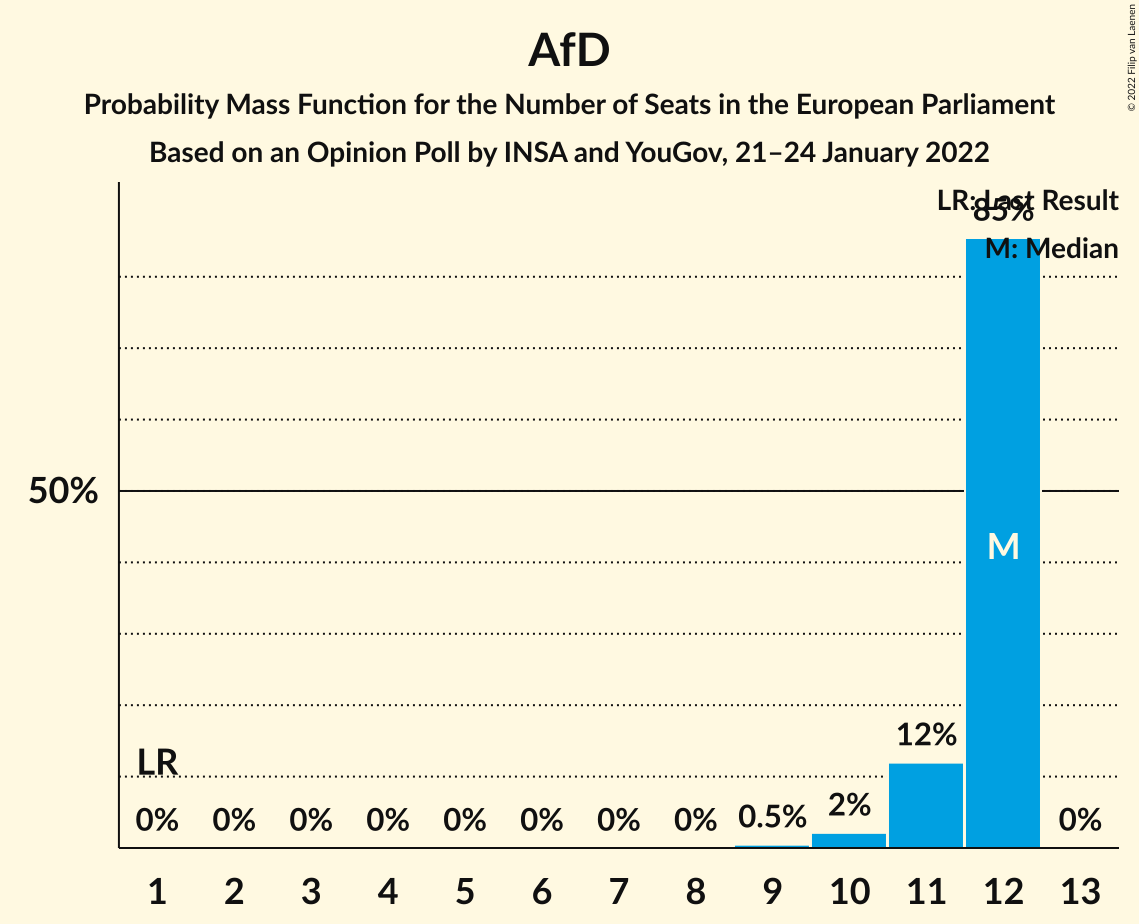 AfD
Probability Mass Function for the Number of Seats in the European Parliament
Based on an Opinion Poll by INSA and YouGov, 21–24 January 2022
© 2022 Filip van Laenen
LR: Last Result
85%
M: Median
50%
M
12%
LR
2%
0% 0% 0% 0% 0% 0% 0% 0% 0.5% 0%
1 2 3 4 5 6 7 8 9 10 11 12 13